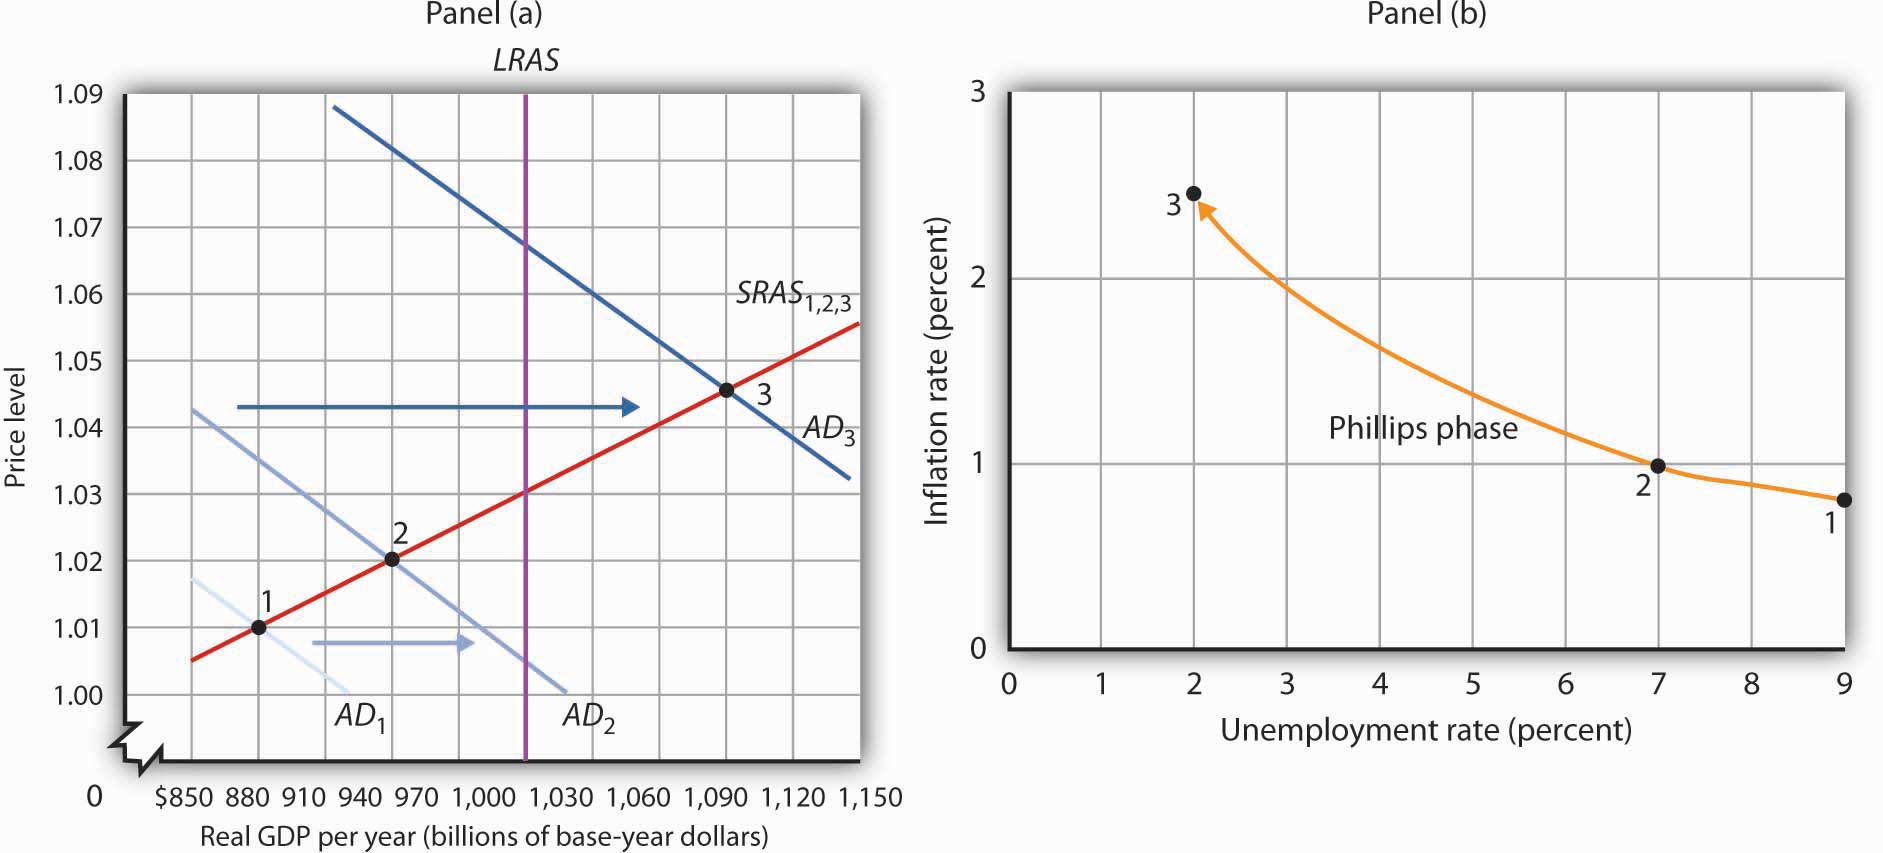 Panel (a)
LRAS
1.09
1.08
1.07
1.06
1.05
1.04
1.03
1.02
1.01
1.00
0
Price level
SRAS1,2,3
3
AD3
2
1
AD1
AD2
$850 880 910 940 970 1,000 1,030 1,060 1,090 1,120 1,150
Real GDP per year (billions of base-year dollars)
Panel (b)
3
2
1
0
Inflation rate (percent)
3
Phillips phase
2
1
0 1 2 3 4 5 6 7 8 9
Unemployment rate (percent)